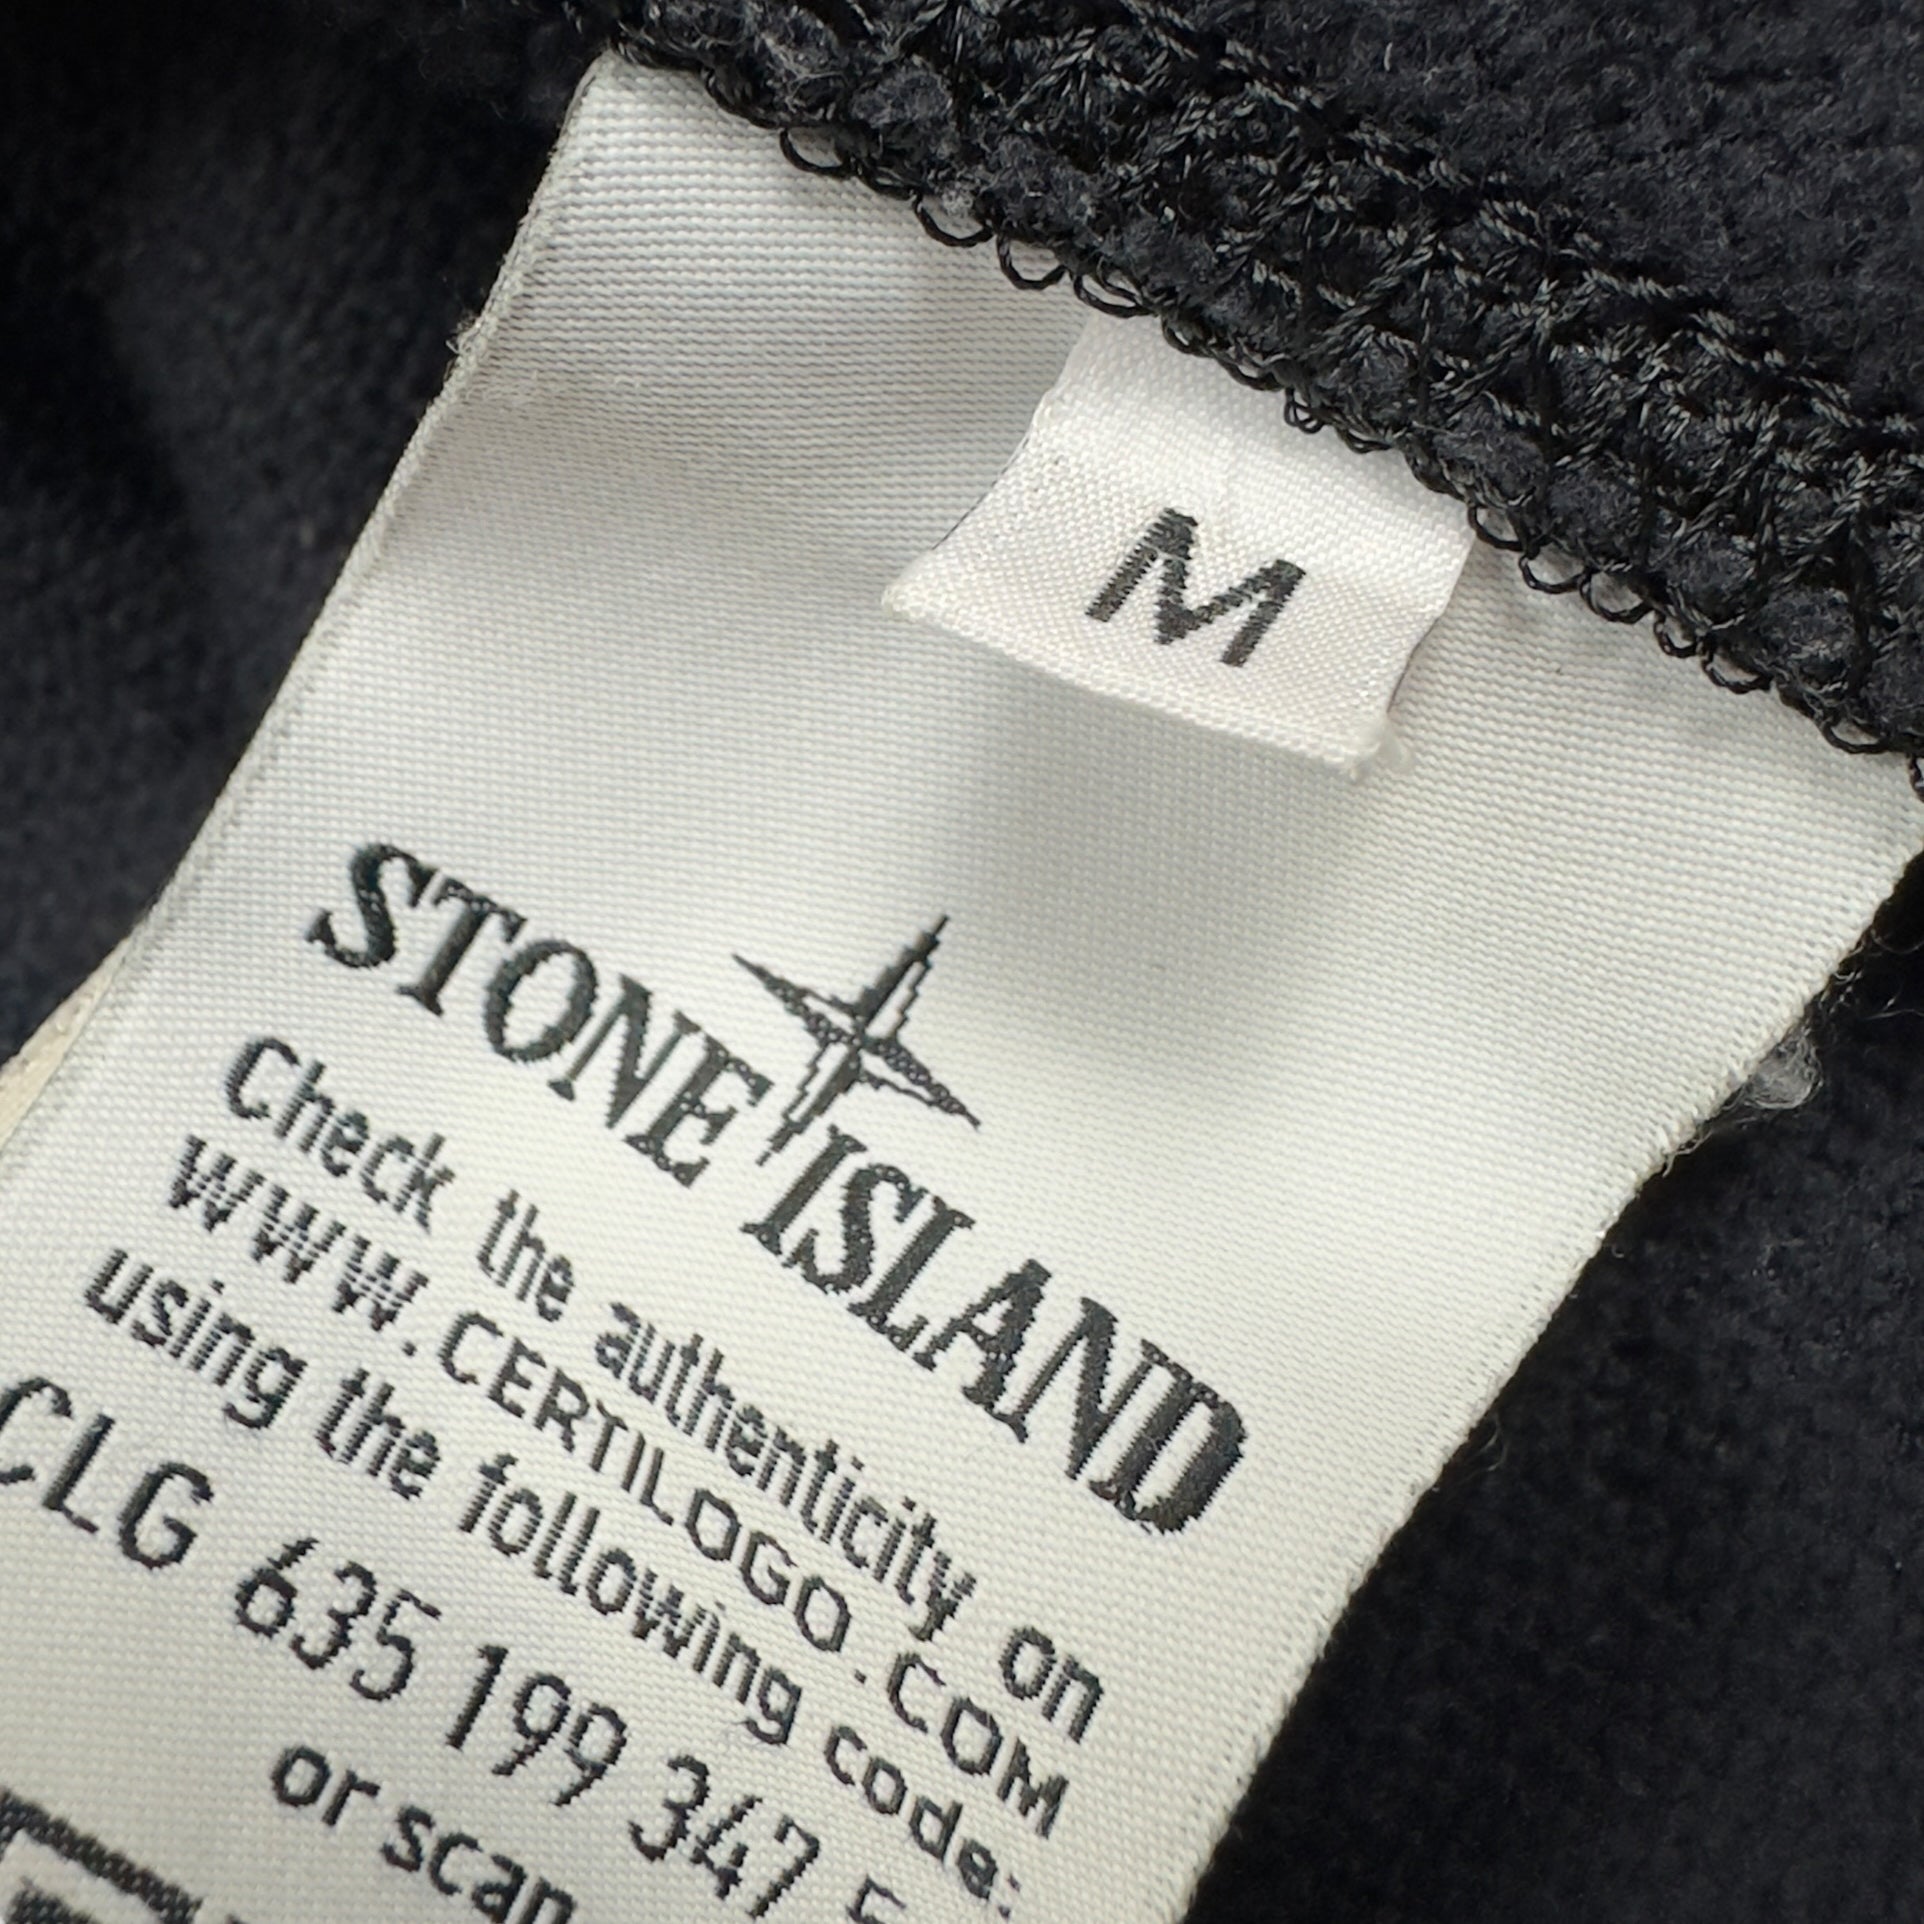 M
STONE ISLAND
Check the authenticity on
WWW.CERTILOGO.COM
using the following code:
CLG 635 199 347 5
or scan